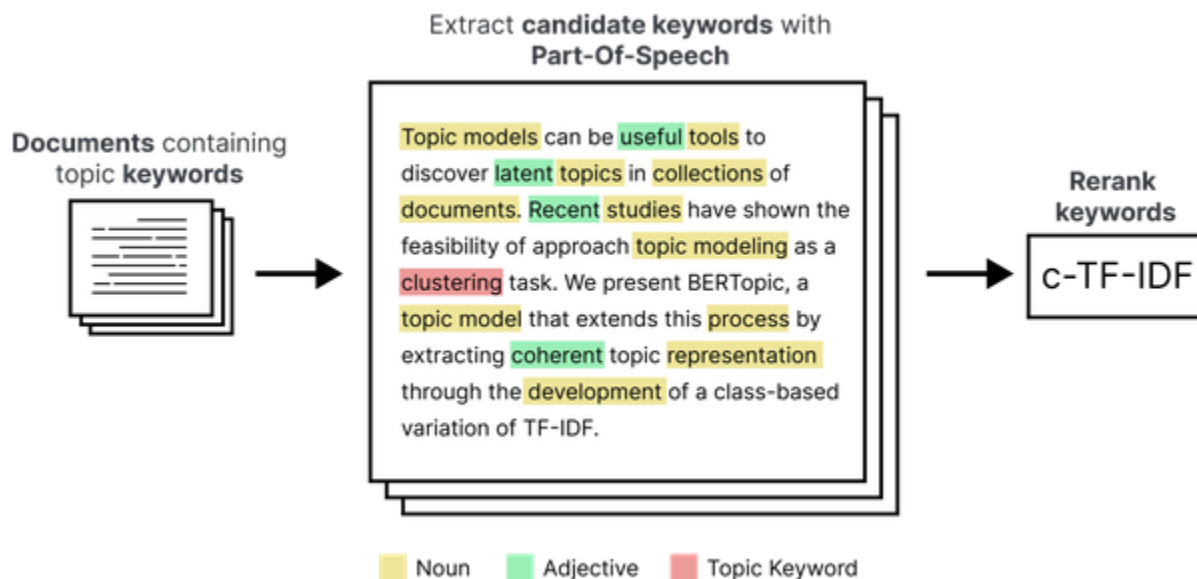 Extract candidate keywords with
Part-Of-Speech
Documents containing
topic keywords
Topic models can be useful tools to
discover latent topics in collections of
documents. Recent studies have shown the
feasibility of approach topic modeling as a
clustering task. We present BERTopic, a
topic model that extends this process by
extracting coherent topic representation
through the development of a class-based
variation of TF-IDF.
Rerank
keywords
c-TF-IDF
Noun
Adjective
Topic Keyword